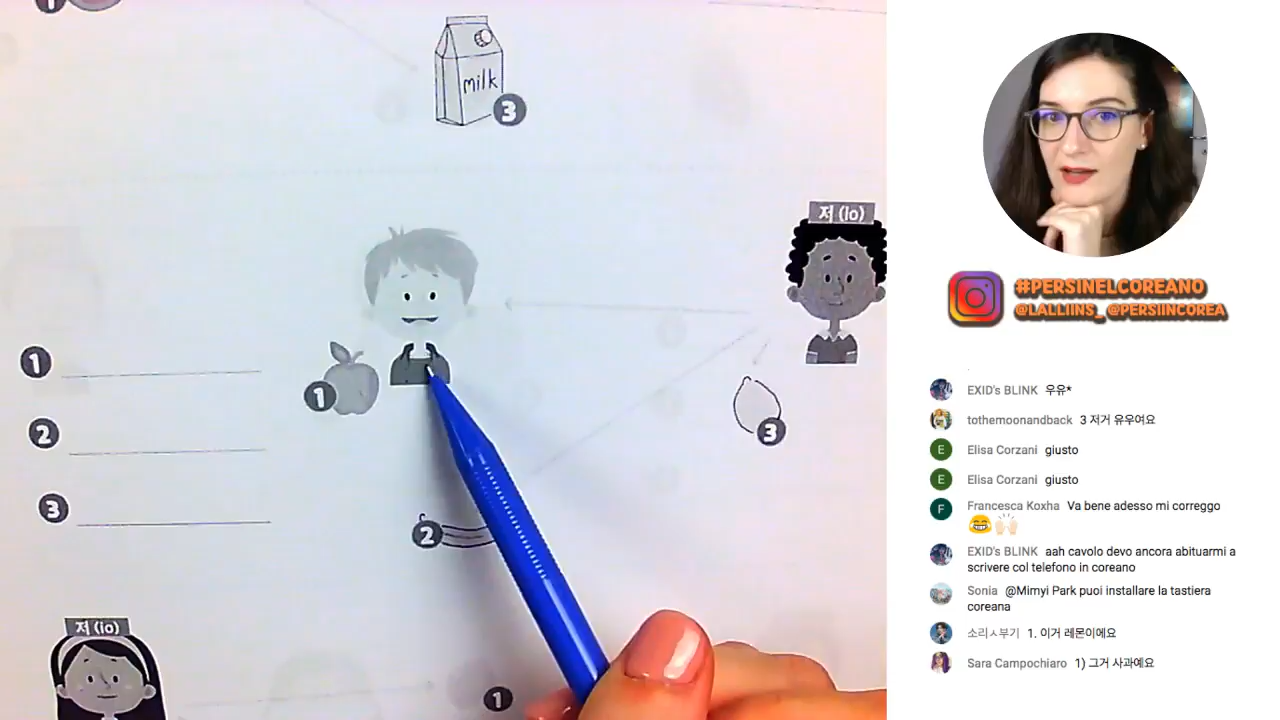 1
milk
3
저 (io)
1
1
3
2
3
2
저 (io)
1
#PERSINELCOREANO
@LALLIINS_ @PERSIINCOREA
EXID's BLINK 우유*
tothemoonandback 3 저거 유우여요
Elisa Corzani giusto
Elisa Corzani giusto
Francesca Koxha Va bene adesso mi correggo
EXID's BLINK aah cavolo devo ancora abituarmi a
scrivere col telefono in coreano
Sonia @Mimyi Park puoi installare la tastiera
coreana
소리ㅅ부기 1. 이거 레몬이에요
Sara Campochiaro 1) 그거 사과예요